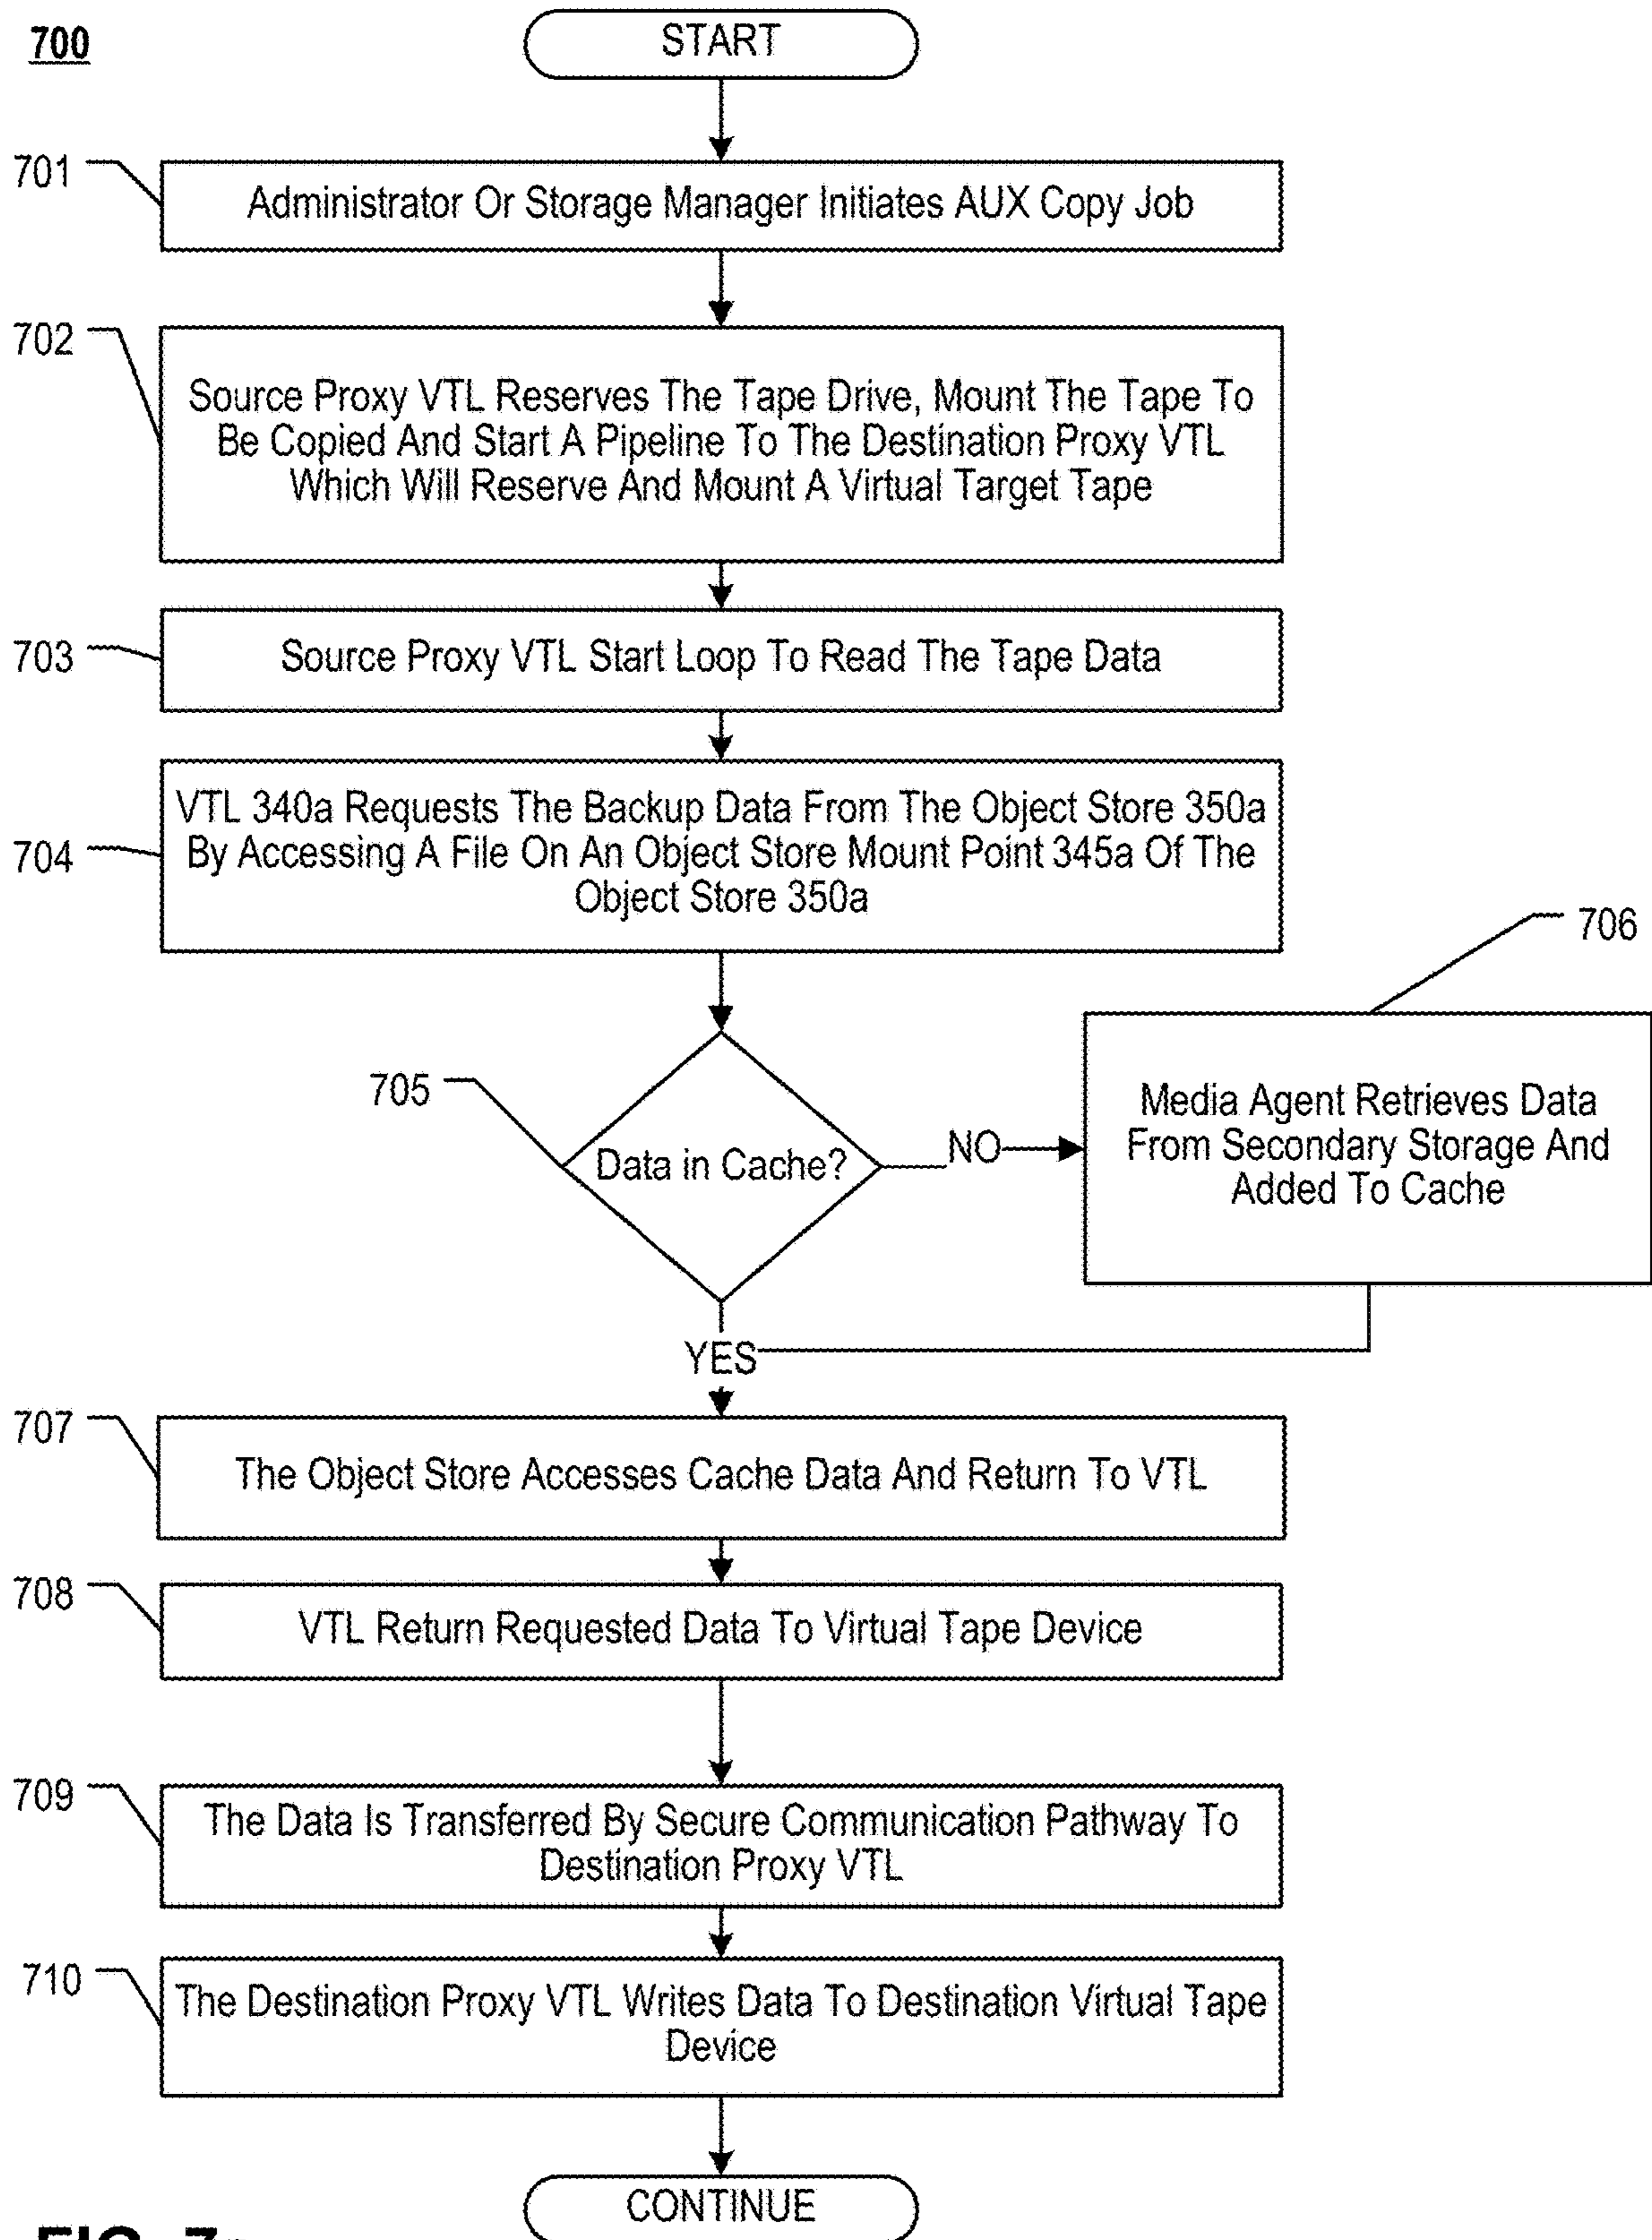 700
START
701
Administrator Or Storage Manager Initiates AUX Copy Job
702
Source Proxy VTL Reserves The Tape Drive, Mount The Tape To
Be Copied And Start A Pipeline To The Destination Proxy VTL
Which Will Reserve And Mount A Virtual Target Tape
703
Source Proxy VTL Start Loop To Read The Tape Data
704
VTL 340a Requests The Backup Data From The Object Store 350a
By Accessing A File On An Object Store Mount Point 345a Of The
Object Store 350a
705
Data in Cache?
NO
706
Media Agent Retrieves Data
From Secondary Storage And
Added To Cache
YES
707
The Object Store Accesses Cache Data And Return To VTL
708
VTL Return Requested Data To Virtual Tape Device
709
The Data Is Transferred By Secure Communication Pathway To
Destination Proxy VTL
710
The Destination Proxy VTL Writes Data To Destination Virtual Tape
Device
CONTINUE